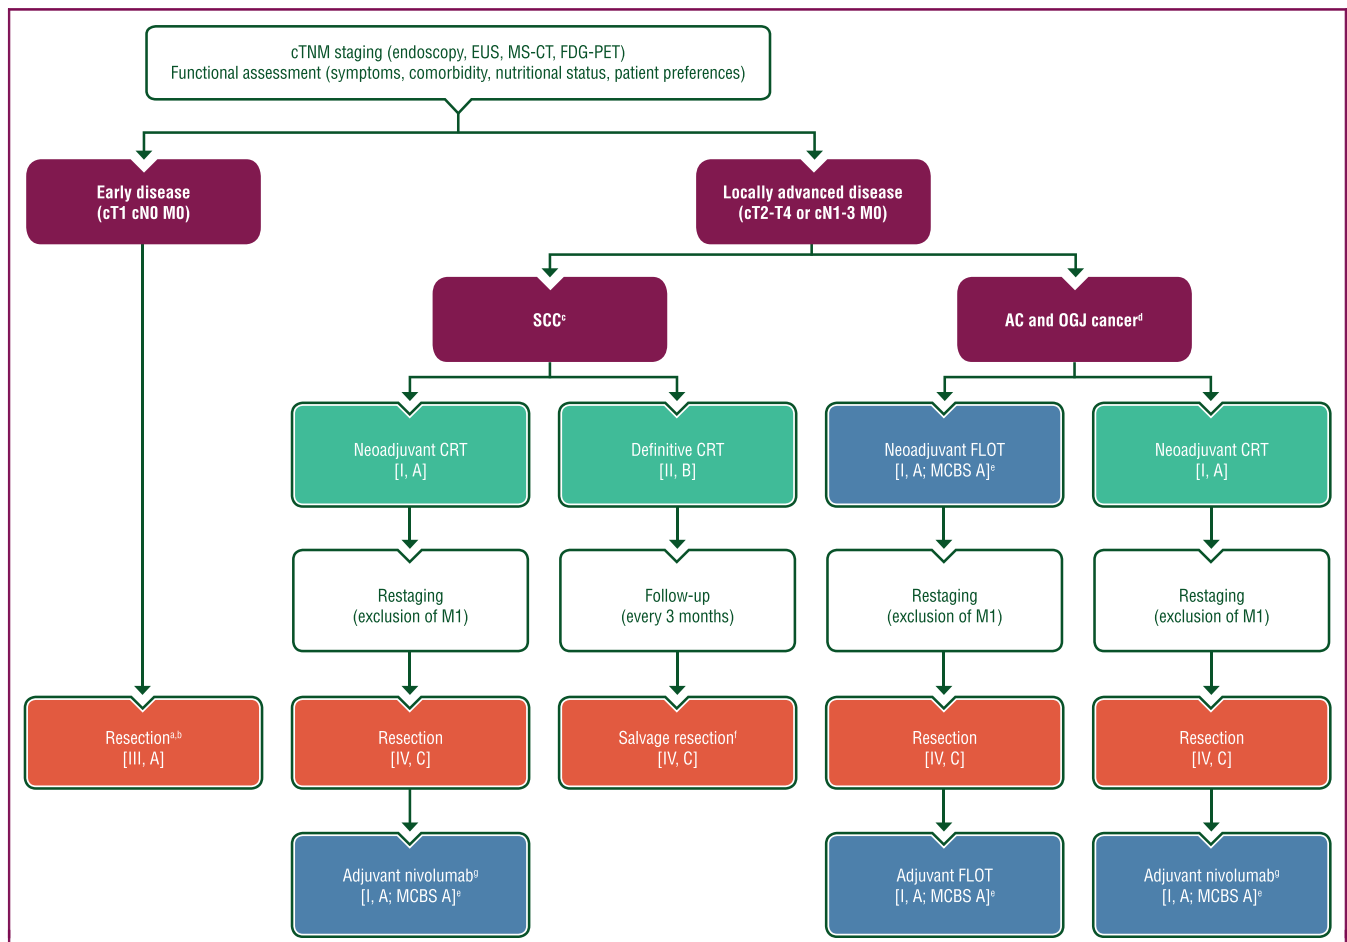 cTNM staging (endoscopy, EUS, MS-CT, FDG-PET)
Functional assessment (symptoms, comorbidity, nutritional status, patient preferences)
Early disease
(cT1 cN0 M0)
Locally advanced disease
(cT2-T4 or cN1-3 M0)
SCCᶜ
AC and OGJ cancerᵈ
Neoadjuvant CRT
[I, A]
Definitive CRT
[II, B]
Neoadjuvant FLOT
[I, A; MCBS A]ᵉ
Neoadjuvant CRT
[I, A]
Restaging
(exclusion of M1)
Follow-up
(every 3 months)
Restaging
(exclusion of M1)
Restaging
(exclusion of M1)
Resectionᵃ,ᵇ
[III, A]
Resection
[IV, C]
Salvage resectionᶠ
[IV, C]
Resection
[IV, C]
Resection
[IV, C]
Adjuvant nivolumabᵍ
[I, A; MCBS A]ᵉ
Adjuvant FLOT
[I, A; MCBS A]ᵉ
Adjuvant nivolumabᵍ
[I, A; MCBS A]ᵉ